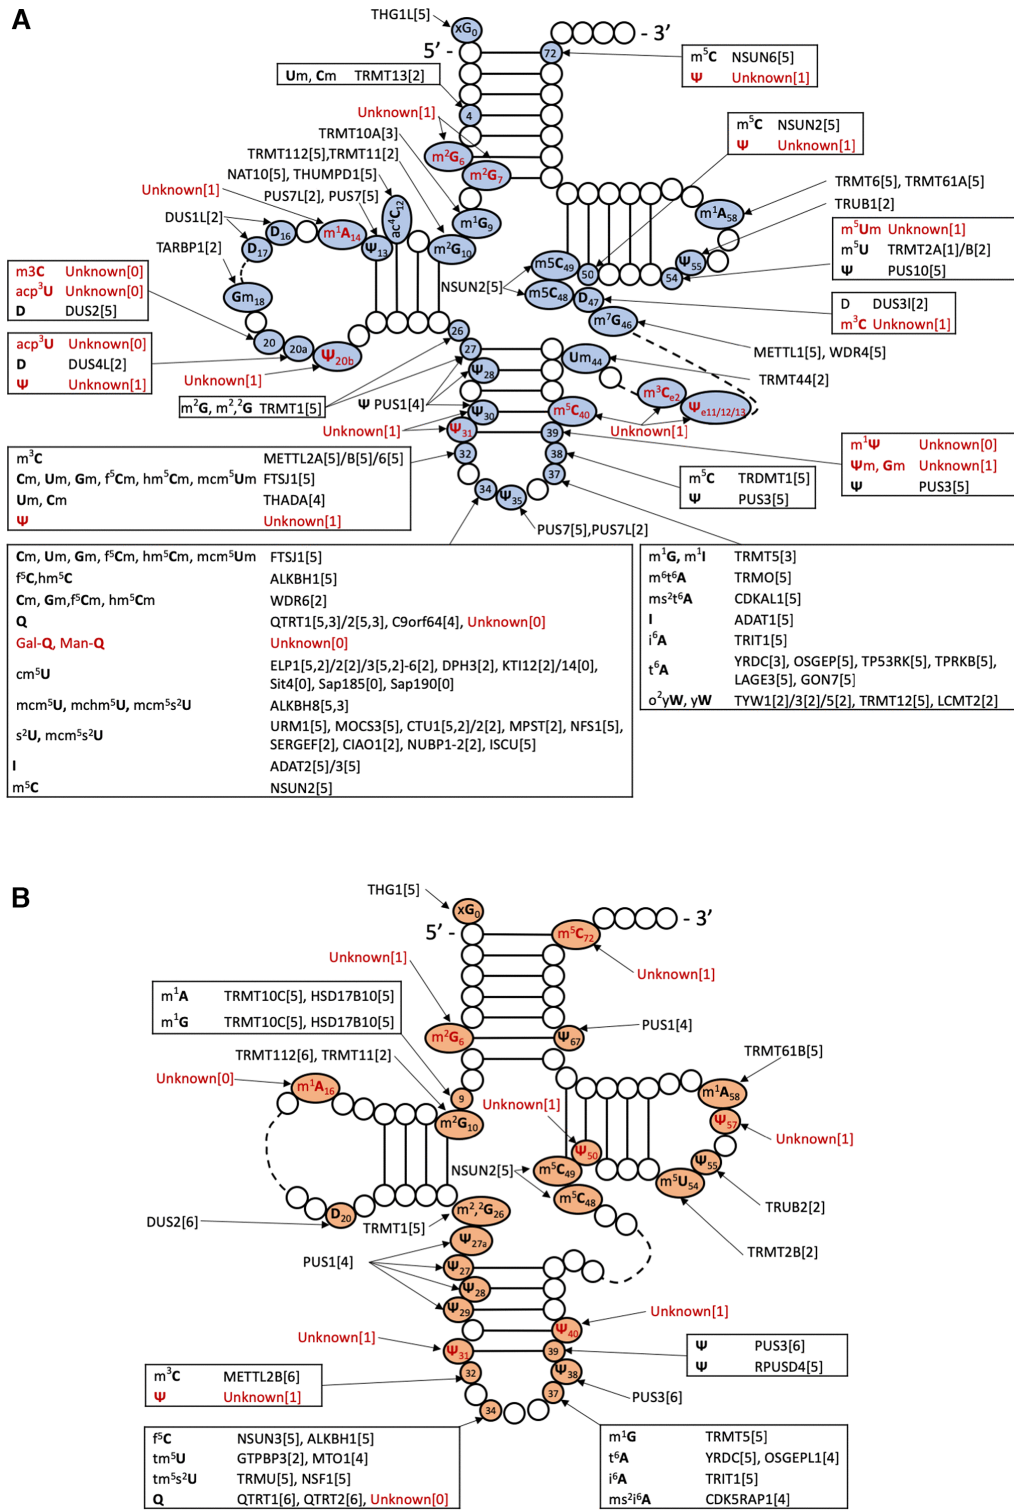 A
THG1L[5]
xG0
5’ -
- 3’
72
m5C NSUN6[5]
Ψ Unknown[1]
Um, Cm TRMT13[2]
4
Unknown[1]
TRMT10A[3]
m2G6
m2G7
TRMT112[5],TRMT11[2]
NAT10[5], THUMPD1[5]
PUS7L[2], PUS7[5]
Unknown[1]
DUS1L[2]
TARBP1[2]
D16
D17
m1A14
Ψ13
ac4C12
m1G9
m2G10
Gm18
20
20a
Ψ20b
m5C NSUN2[5]
Ψ Unknown[1]
TRMT6[5], TRMT61A[5]
TRUB1[2]
m1A58
m5Um Unknown[1]
m5U TRMT2A[1]/B[2]
Ψ PUS10[5]
Ψ55
54
50
m5C49
m5C48
NSUN2[5]
D47
m7G46
D DUS3l[2]
m3C Unknown[1]
METTL1[5], WDR4[5]
TRMT44[2]
m3C Unknown[0]
acp3U Unknown[0]
D DUS2[5]
acp3U Unknown[0]
D DUS4L[2]
Ψ Unknown[1]
Unknown[1]
26
27
Ψ28
Um44
m3Ce2
Ψe11/12/13
m2G, m2,2G TRMT1[5]
Ψ PUS1[4]
Ψ30
m5C40
Unknown[1]
Unknown[1]
Ψ31
39
32
38
37
34
Ψ35
PUS7[5],PUS7L[2]
m1Ψ Unknown[0]
Ψm, Gm Unknown[1]
Ψ PUS3[5]
m5C TRDMT1[5]
Ψ PUS3[5]
m3C METTL2A[5]/B[5]/6[5]
Cm, Um, Gm, f5Cm, hm5Cm, mcm5Um FTSJ1[5]
Um, Cm THADA[4]
Ψ Unknown[1]
Cm, Um, Gm, f5Cm, hm5Cm, mcm5Um FTSJ1[5]
f5C,hm5C ALKBH1[5]
Cm, Gm,f5Cm, hm5Cm WDR6[2]
Q QTRT1[5,3]/2[5,3], C9orf64[4], Unknown[0]
Gal-Q, Man-Q Unknown[0]
cm5U ELP1[5,2]/2[2]/3[5,2]-6[2], DPH3[2], KTI12[2]/14[0],
Sit4[0], Sap185[0], Sap190[0]
mcm5U, mchm5U, mcm5s2U ALKBH8[5,3]
s2U, mcm5s2U URM1[5], MOCS3[5], CTU1[5,2]/2[2], MPST[2], NFS1[5],
SERGEF[2], CIAO1[2], NUBP1-2[2], ISCU[5]
I ADAT2[5]/3[5]
m5C NSUN2[5]
m1G, m1I TRMT5[3]
m6t6A TRMO[5]
ms2t6A CDKAL1[5]
I ADAT1[5]
i6A TRIT1[5]
t6A YRDC[3], OSGEP[5], TP53RK[5], TPRKB[5],
LAGE3[5], GON7[5]
o2yW, yW TYW1[2]/3[2]/5[2], TRMT12[5], LCMT2[2]
B
THG1[5]
xG0
5’ -
- 3’
m5C72
Unknown[1]
Unknown[1]
m1A TRMT10C[5], HSD17B10[5]
m1G TRMT10C[5], HSD17B10[5]
m2G6
Ψ67
PUS1[4]
TRMT112[6], TRMT11[2]
Unknown[0]
m1A16
9
m2G10
Unknown[1]
TRMT61B[5]
m1A58
Ψ57
Unknown[1]
Ψ50
Ψ55
m5C49
m5U54
NSUN2[5]
m5C48
TRUB2[2]
TRMT2B[2]
D20
DUS2[6]
TRMT1[5]
m2,2G26
Ψ27a
PUS1[4]
Ψ27
Ψ28
Ψ29
Unknown[1]
Ψ40
Unknown[1]
Ψ31
39
Ψ PUS3[6]
Ψ RPUSD4[5]
32
Ψ38
PUS3[6]
m3C METTL2B[6]
Ψ Unknown[1]
37
34
f5C NSUN3[5], ALKBH1[5]
tm5U GTPBP3[2], MTO1[4]
tm5s2U TRMU[5], NSF1[5]
Q QTRT1[6], QTRT2[6], Unknown[0]
m1G TRMT5[5]
t6A YRDC[5], OSGEPL1[4]
i6A TRIT1[5]
ms2i6A CDK5RAP1[4]